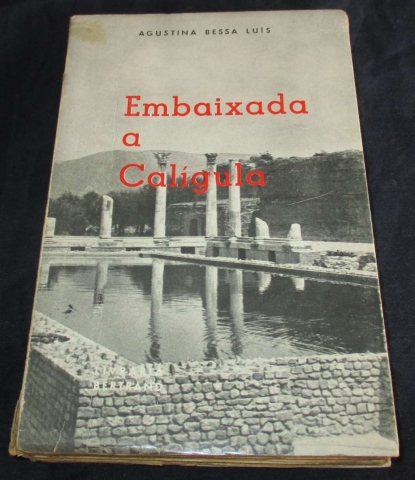 AGUSTINA BESSA LUÍS
Embaixada
a
Calígula
LIVRARIA
BERTRAND